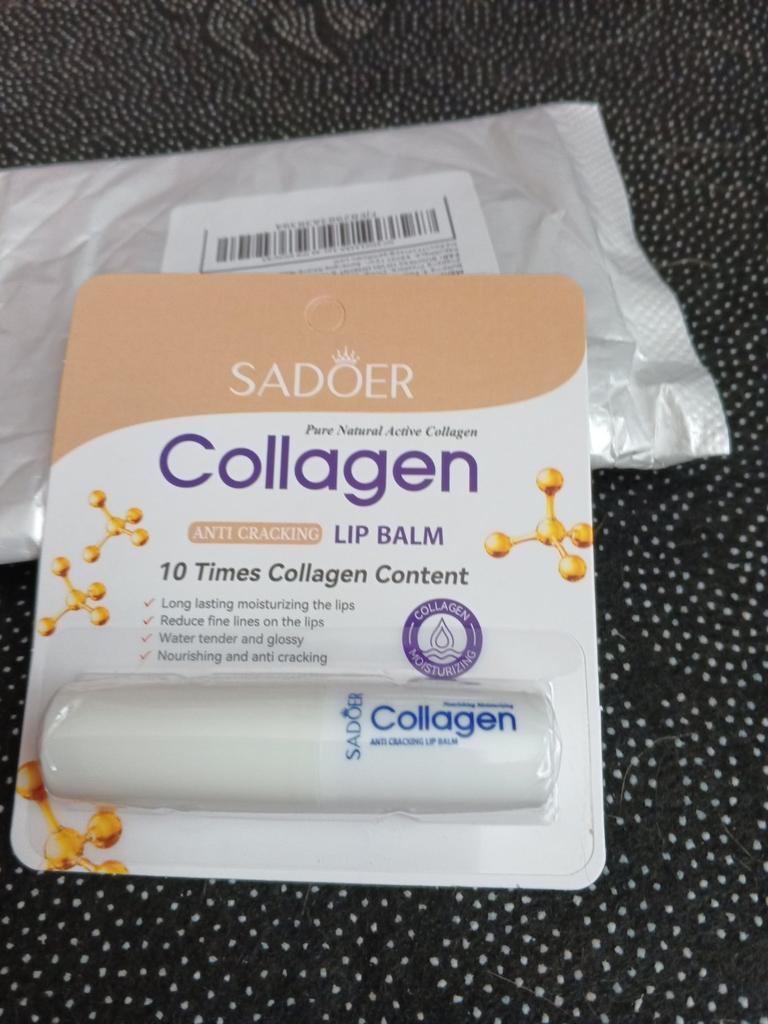 SADOER
Pure Natural Active Collagen
Collagen
ANTI CRACKING LIP BALM
10 Times Collagen Content
Long lasting moisturizing the lips
Reduce fine lines on the lips
Water tender and glossy
Nourishing and anti cracking
COLLAGEN
MOISTURIZING
SADOER
Nourishing Moisturizing
Collagen
ANTI CRACKING LIP BALM